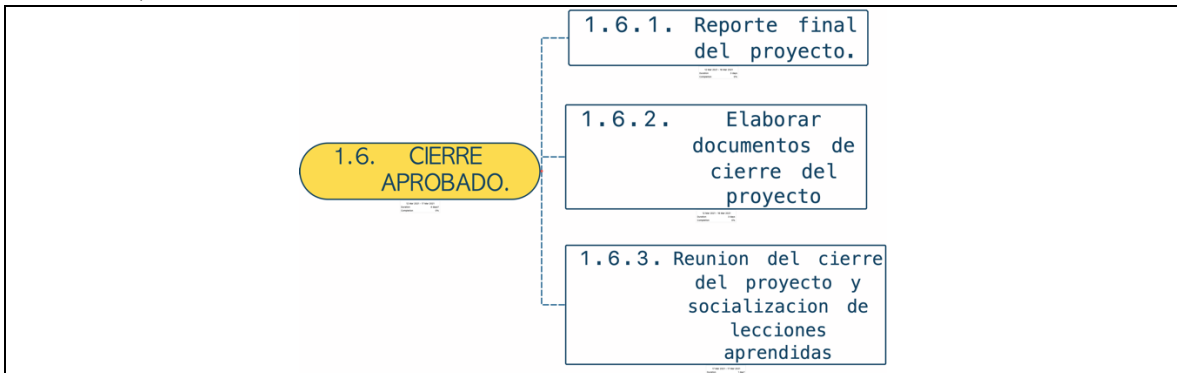 1.6. CIERRE
APROBADO.
1.6.1. Reporte final
del proyecto.
1.6.2. Elaborar
documentos de
cierre del
proyecto
1.6.3. Reunion del cierre
del proyecto y
socializacion de
lecciones
aprendidas